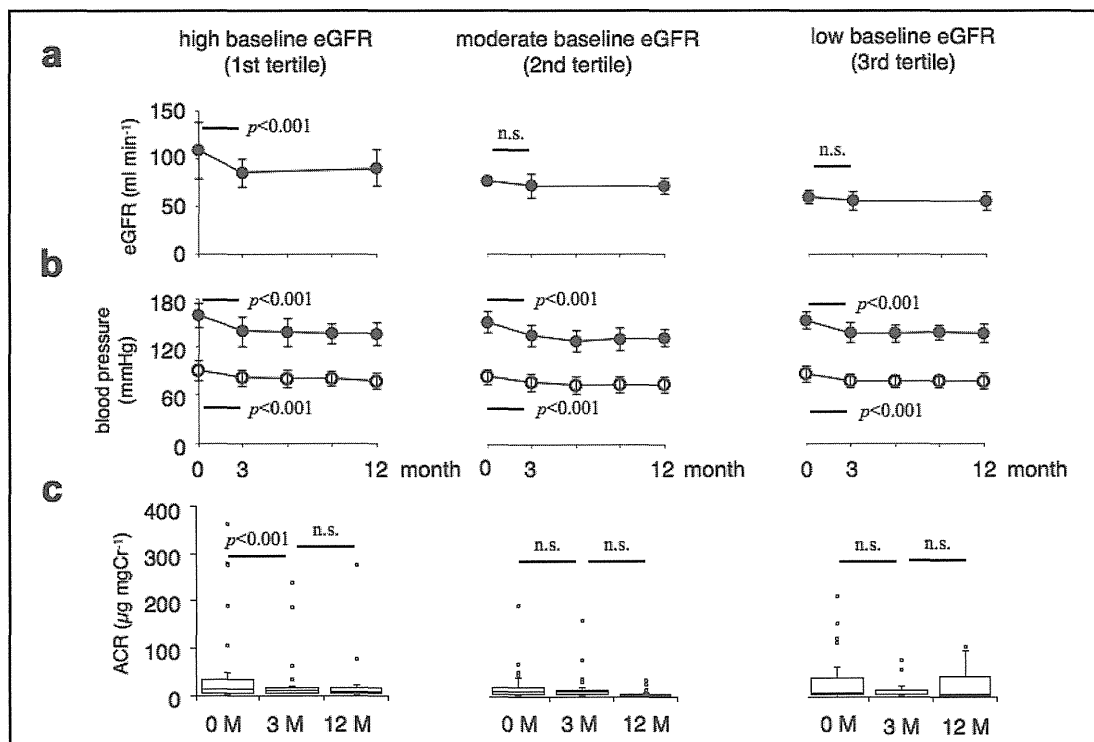 a
high baseline eGFR
(1st tertile)
moderate baseline eGFR
(2nd tertile)
low baseline eGFR
(3rd tertile)
eGFR (ml min⁻¹)
150
100
50
0
p<0.001
n.s.
n.s.
b
blood pressure
(mmHg)
180
120
60
0
p<0.001
p<0.001
p<0.001
p<0.001
p<0.001
p<0.001
0 3 12 month
0 3 12 month
0 3 12 month
c
ACR (µg mgCr⁻¹)
400
300
200
100
0
p<0.001
n.s.
n.s.
n.s.
n.s.
n.s.
0 M 3 M 12 M
0 M 3 M 12 M
0 M 3 M 12 M